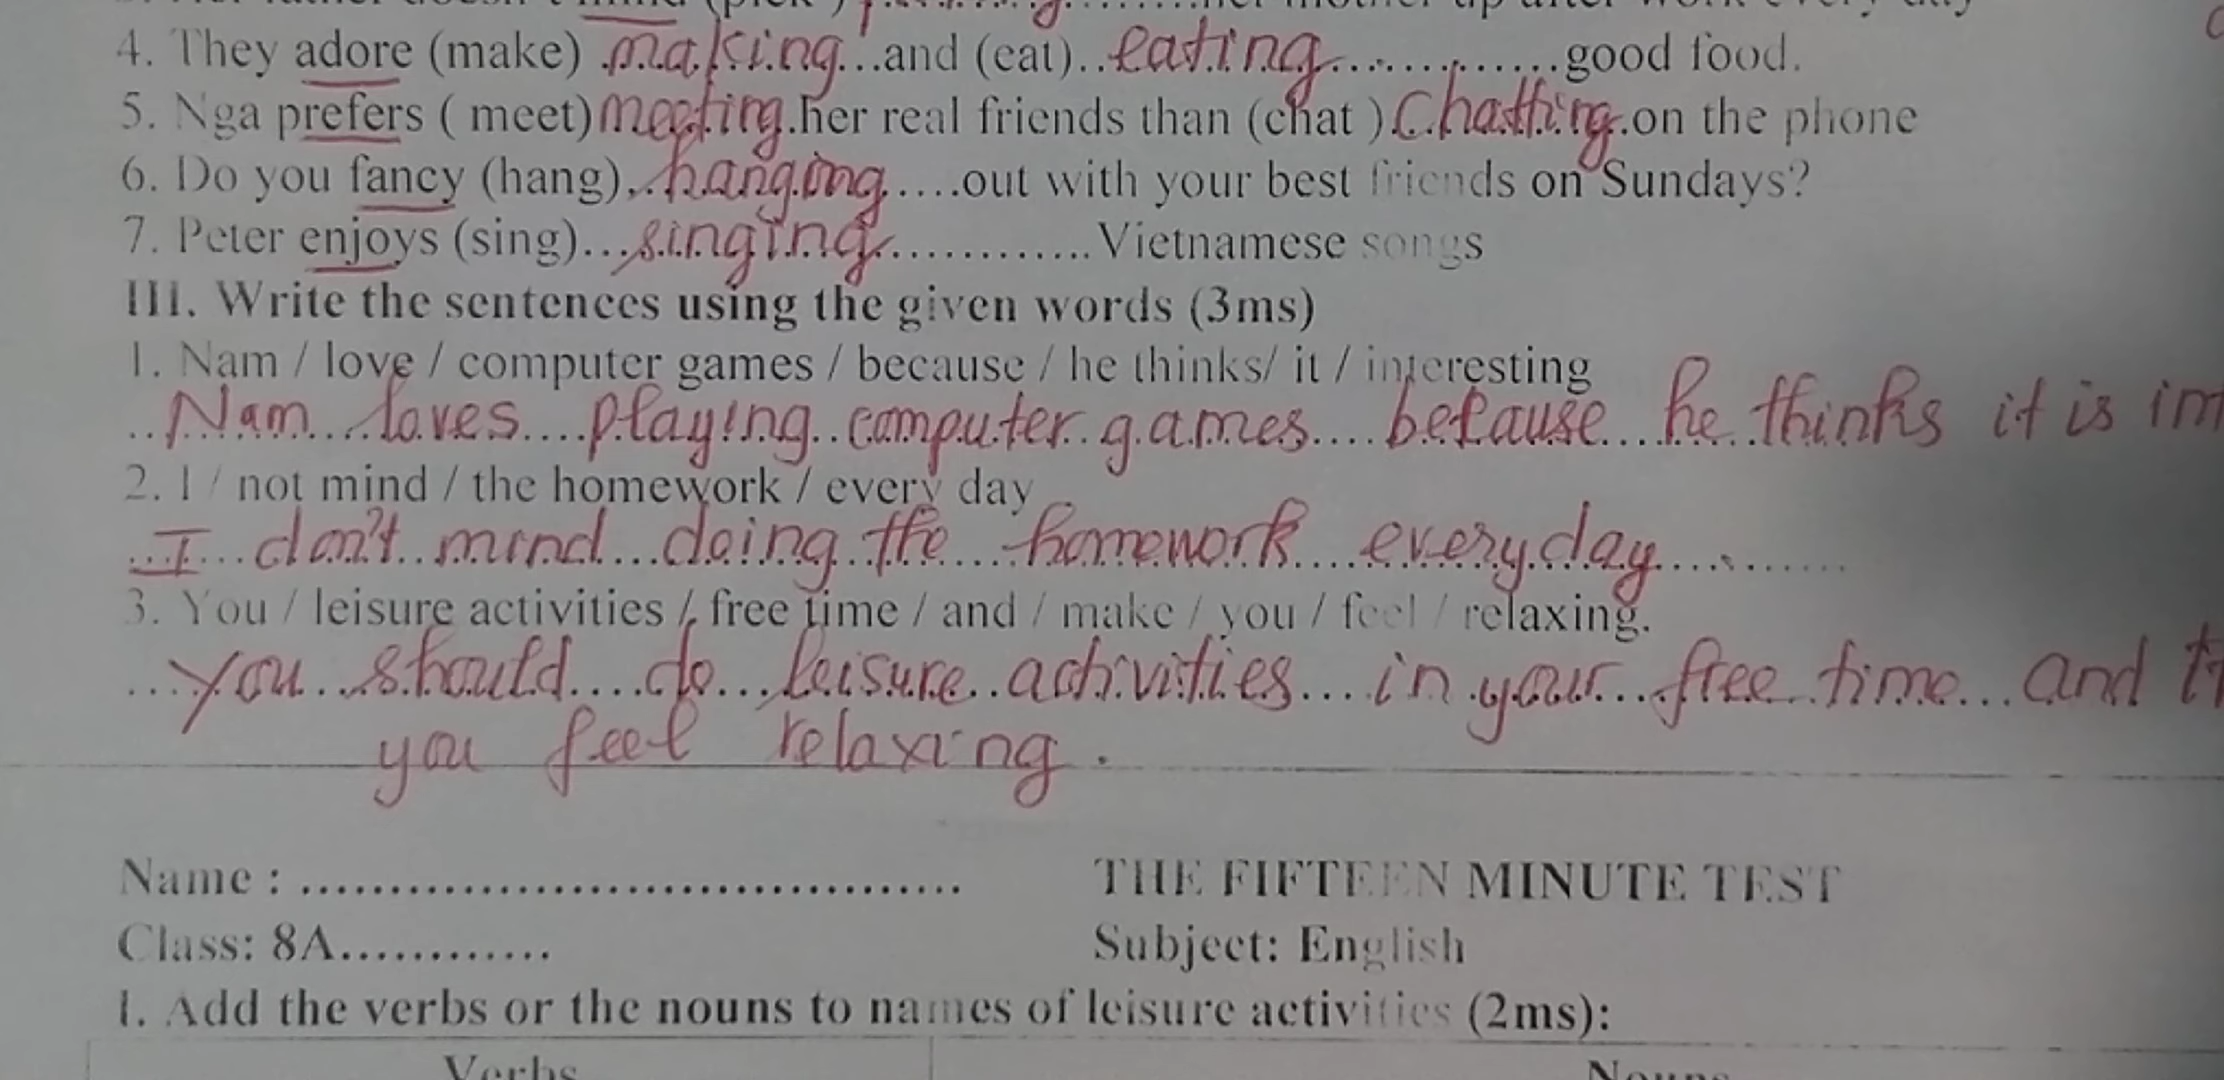 4. They adore (make) making...and (eat)..eating..............good food.
5. Nga prefers ( meet)meeting.her real friends than (chat ).Chatting.on the phone
6. Do you fancy (hang)...hanging.....out with your best friends on Sundays?
7. Peter enjoys (sing)...singing..............Vietnamese songs
III. Write the sentences using the given words (3ms)
1. Nam / love / computer games / because / he thinks/ it / interesting
Nam loves playing computer games because he thinks it is
2. I / not mind / the homework / every day
I don't mind doing the homework everyday
3. You / leisure activities / free time / and / make / you / feel / relaxing.
You should do leisure activities in your free time and
you feel relaxing.
Name : .....................................
THE FIFTEEN MINUTE TEST
Class: 8A............
Subject: English
I. Add the verbs or the nouns to names of leisure activities (2ms):
Verbs
Nouns